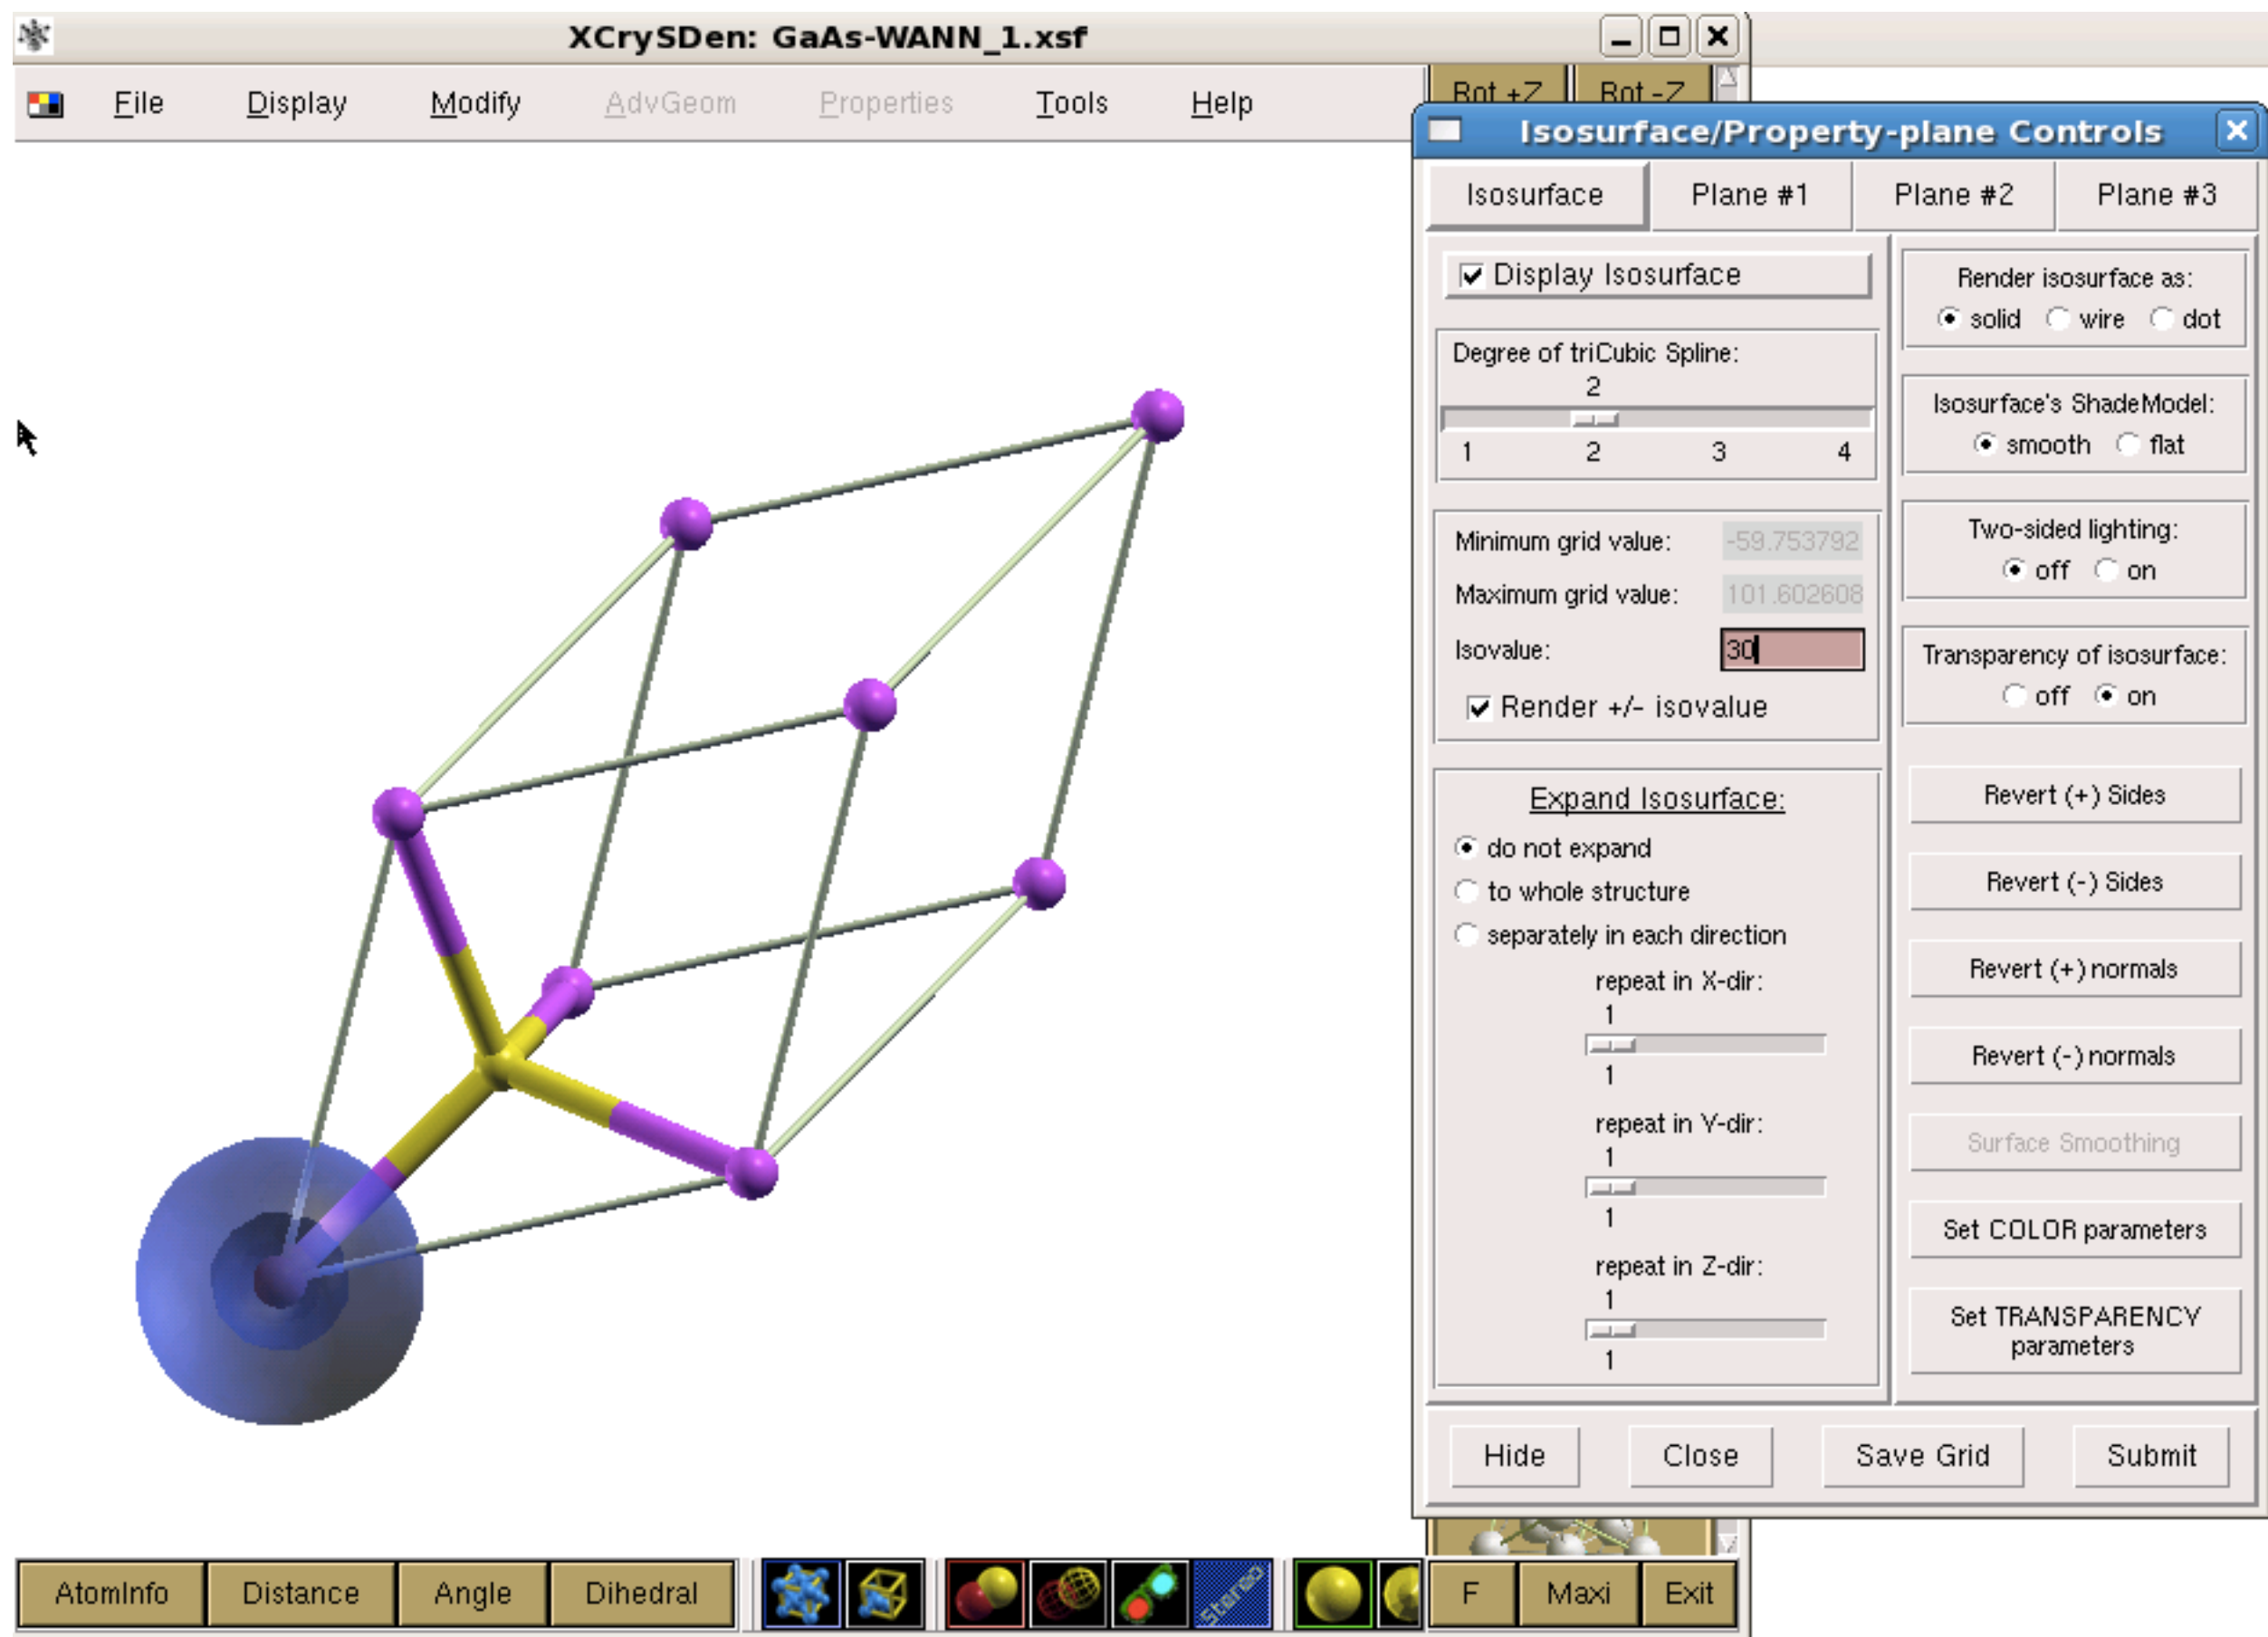 XCrySDen: GaAs-WANN_1.xsf
File Display Modify AdvGeom Properties Tools Help
Rot +Z Rot -Z
Isosurface/Property-plane Controls
Isosurface Plane #1 Plane #2 Plane #3
Display Isosurface
Degree of triCubic Spline:
2
1 2 3 4
Minimum grid value: -59.753792
Maximum grid value: 101.602608
Isovalue: 30
Render +/- isovalue
Expand Isosurface:
do not expand
to whole structure
separately in each direction
repeat in X-dir:
1
1
repeat in Y-dir:
1
1
repeat in Z-dir:
1
1
Render isosurface as:
solid wire dot
Isosurface's ShadeModel:
smooth flat
Two-sided lighting:
off on
Transparency of isosurface:
off on
Revert (+) Sides
Revert (-) Sides
Revert (+) normals
Revert (-) normals
Surface Smoothing
Set COLOR parameters
Set TRANSPARENCY
parameters
Hide Close Save Grid Submit
AtomInfo Distance Angle Dihedral Stereo F Maxi Exit